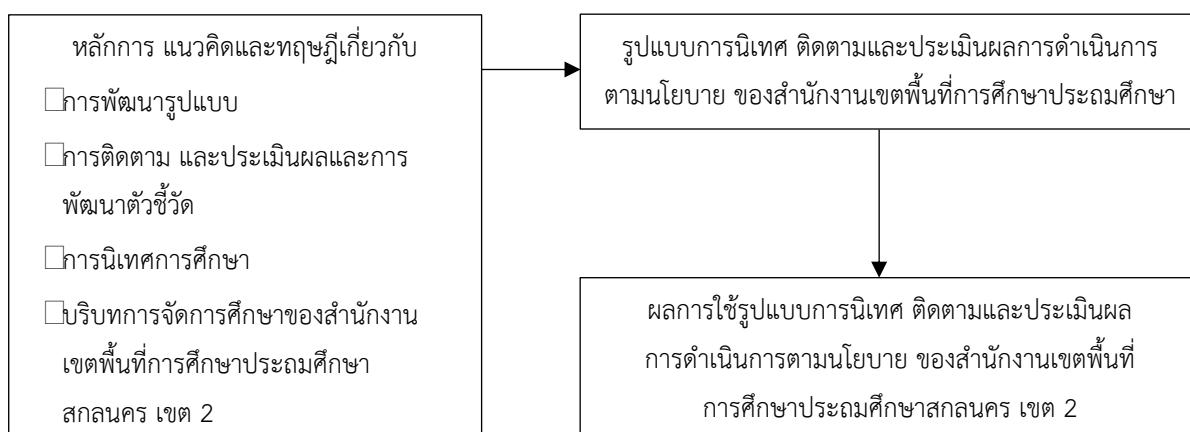 หลักการ แนวคิดและทฤษฎีเกี่ยวกับ
การพัฒนารูปแบบ
การติดตาม และประเมินผลและการ
พัฒนาตัวชี้วัด
การนิเทศการศึกษา
บริบทการจัดการศึกษาของสำนักงาน
เขตพื้นที่การศึกษาประถมศึกษา
สกลนคร เขต 2
รูปแบบการนิเทศ ติดตามและประเมินผลการดำเนินการ
ตามนโยบาย ของสำนักงานเขตพื้นที่การศึกษาประถมศึกษา
ผลการใช้รูปแบบการนิเทศ ติดตามและประเมินผล
การดำเนินการตามนโยบาย ของสำนักงานเขตพื้นที่
การศึกษาประถมศึกษาสกลนคร เขต 2